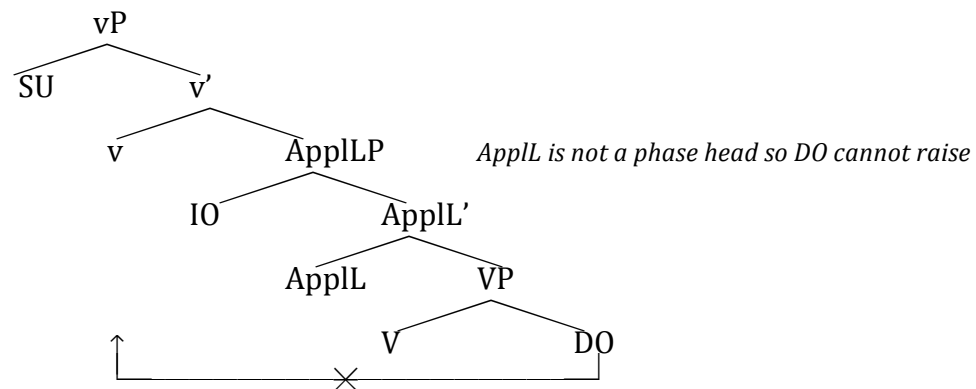 vP
SU v’
v ApplLP ApplL is not a phase head so DO cannot raise
IO ApplL’
ApplL VP
V DO